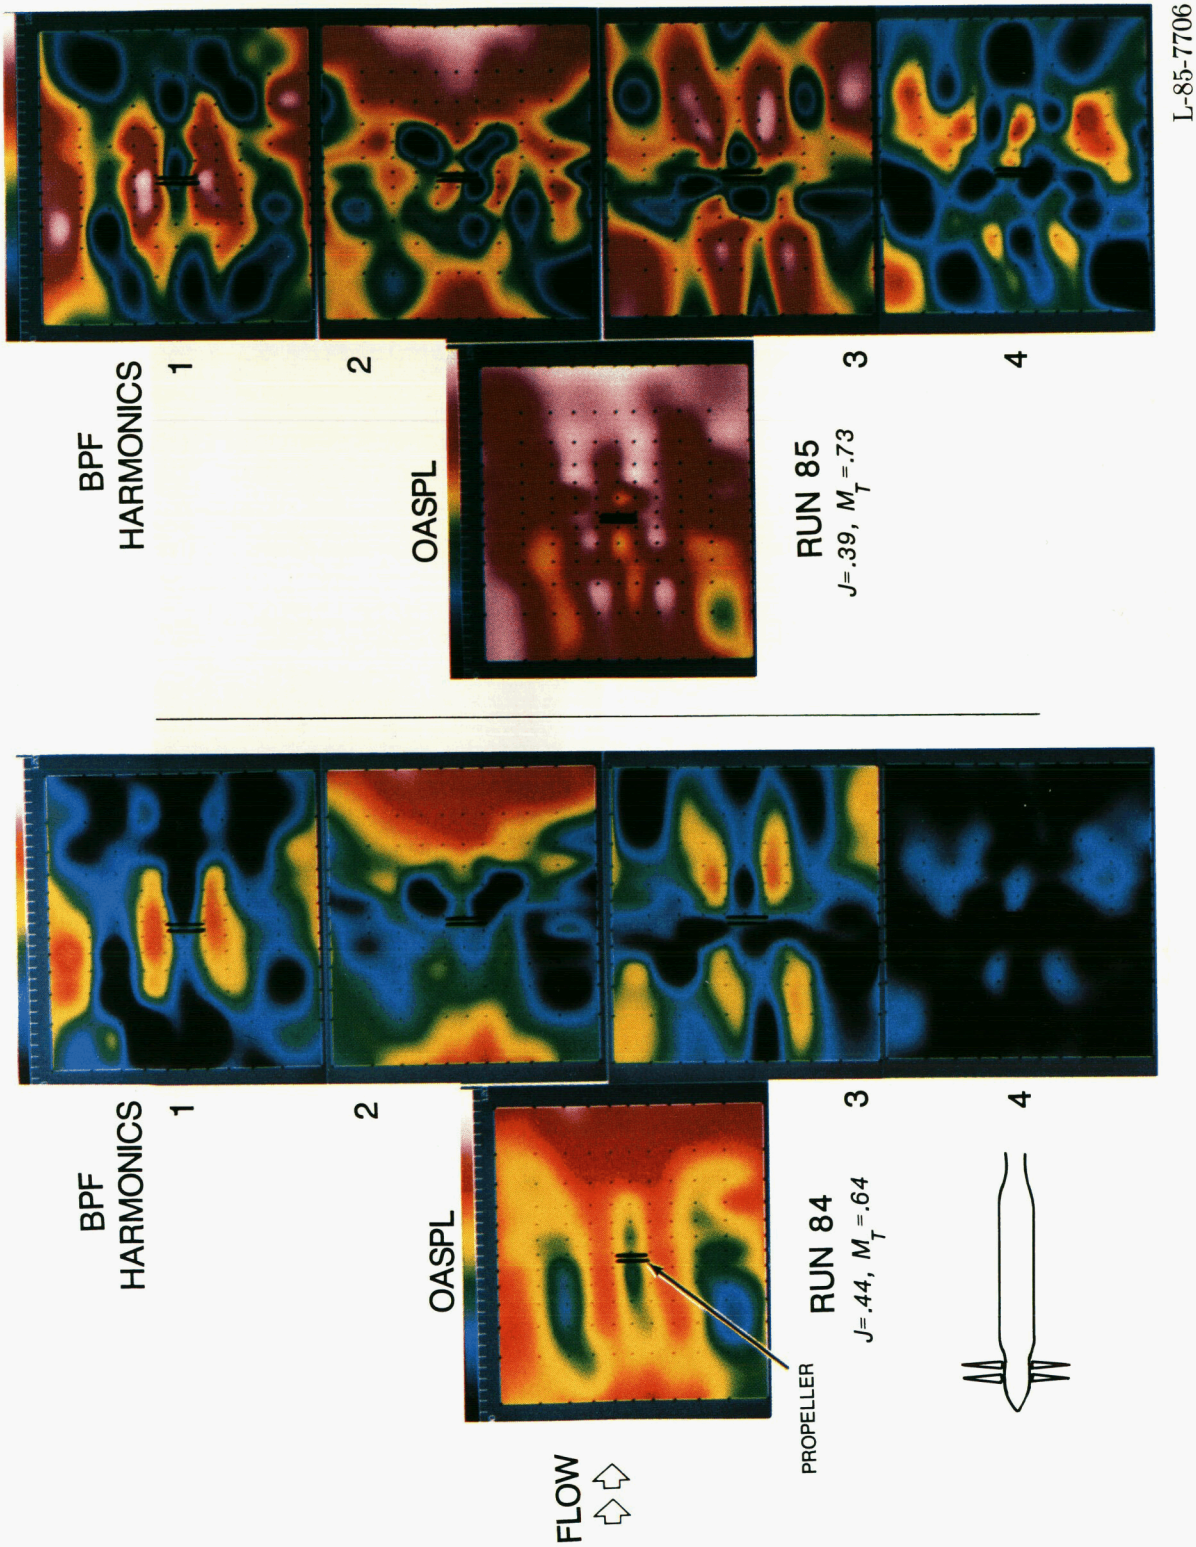 BPF
HARMONICS
1
2
OASPL
3
4
RUN 84
J=.44, M_T=.64
PROPELLER
FLOW
BPF
HARMONICS
1
2
OASPL
3
4
RUN 85
J=.39, M_T=.73
L-85-7706